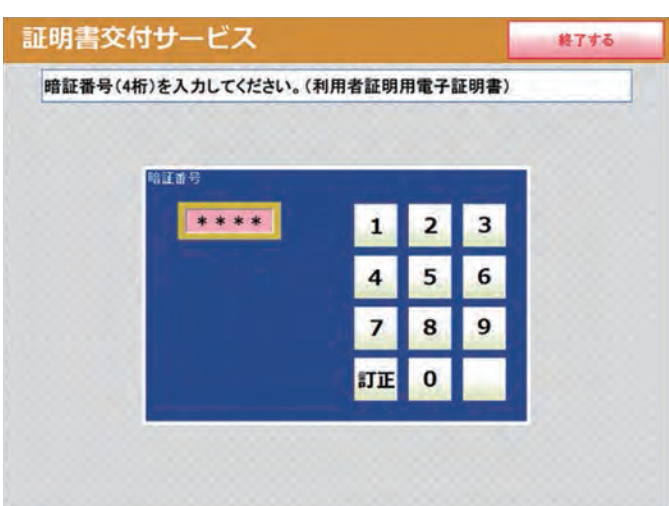 証明書交付サービス
終了する
暗証番号(4桁)を入力してください。(利用者証明用電子証明書)
暗証番号
＊＊＊＊
1 2 3
4 5 6
7 8 9
訂正 0